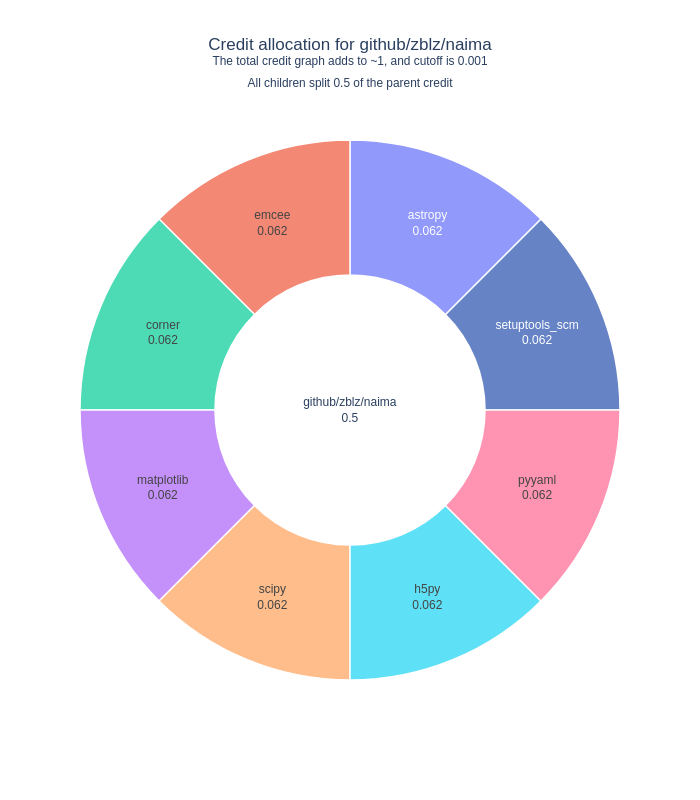 Credit allocation for github/zblz/naima
The total credit graph adds to ~1, and cutoff is 0.001
All children split 0.5 of the parent credit
emcee
0.062
astropy
0.062
corner
0.062
setuptools_scm
0.062
github/zblz/naima
0.5
matplotlib
0.062
pyyaml
0.062
scipy
0.062
h5py
0.062